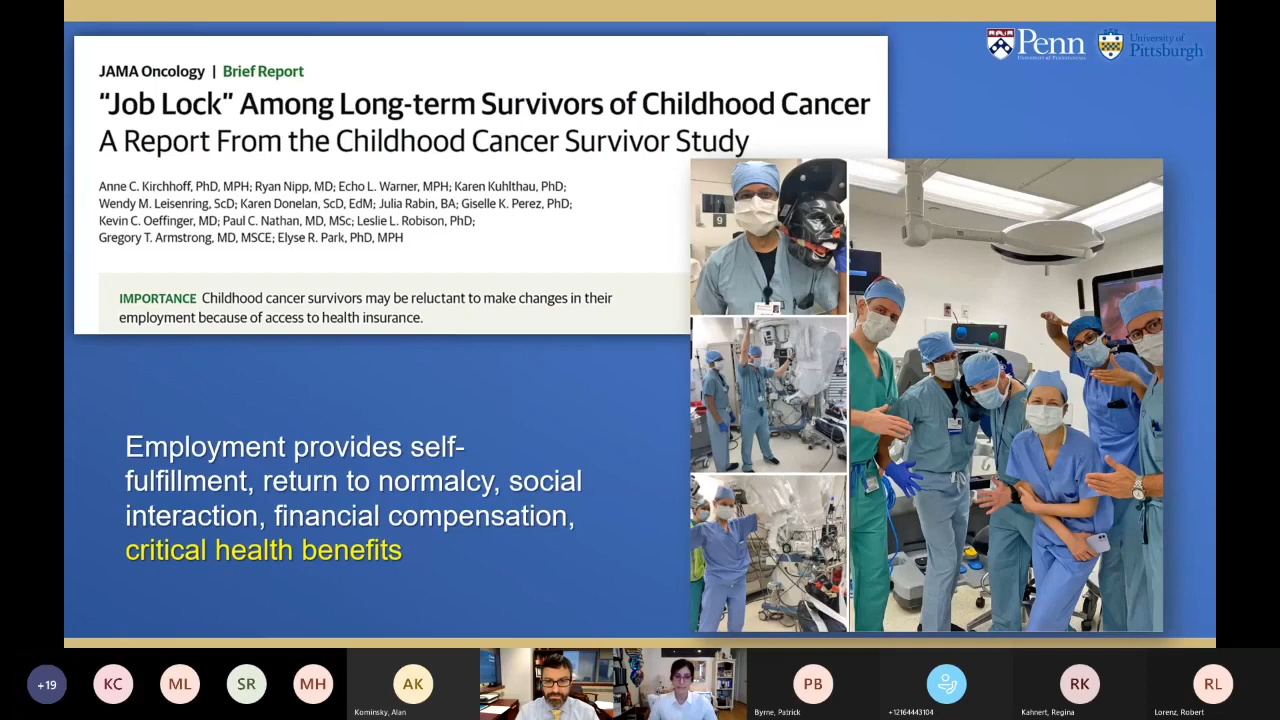 JAMA Oncology | Brief Report
“Job Lock” Among Long-term Survivors of Childhood Cancer
A Report From the Childhood Cancer Survivor Study
Anne C. Kirchhoff, PhD, MPH; Ryan Nipp, MD; Echo L. Warner, MPH; Karen Kuhlthau, PhD;
Wendy M. Leisenring, ScD; Karen Donelan, ScD, EdM; Julia Rabin, BA; Giselle K. Perez, PhD;
Kevin C. Oeffinger, MD; Paul C. Nathan, MD, MSc; Leslie L. Robison, PhD;
Gregory T. Armstrong, MD, MSCE; Elyse R. Park, PhD, MPH
IMPORTANCE Childhood cancer survivors may be reluctant to make changes in their
employment because of access to health insurance.
Penn
University of Pennsylvania
University of
Pittsburgh
9
Employment provides self-
fulfillment, return to normalcy, social
interaction, financial compensation,
critical health benefits
+19
KC
ML
SR
MH
AK
Kominsky, Alan
PB
Byrne, Patrick
+12164443104
RK
Kahnert, Regina
RL
Lorenz, Robert